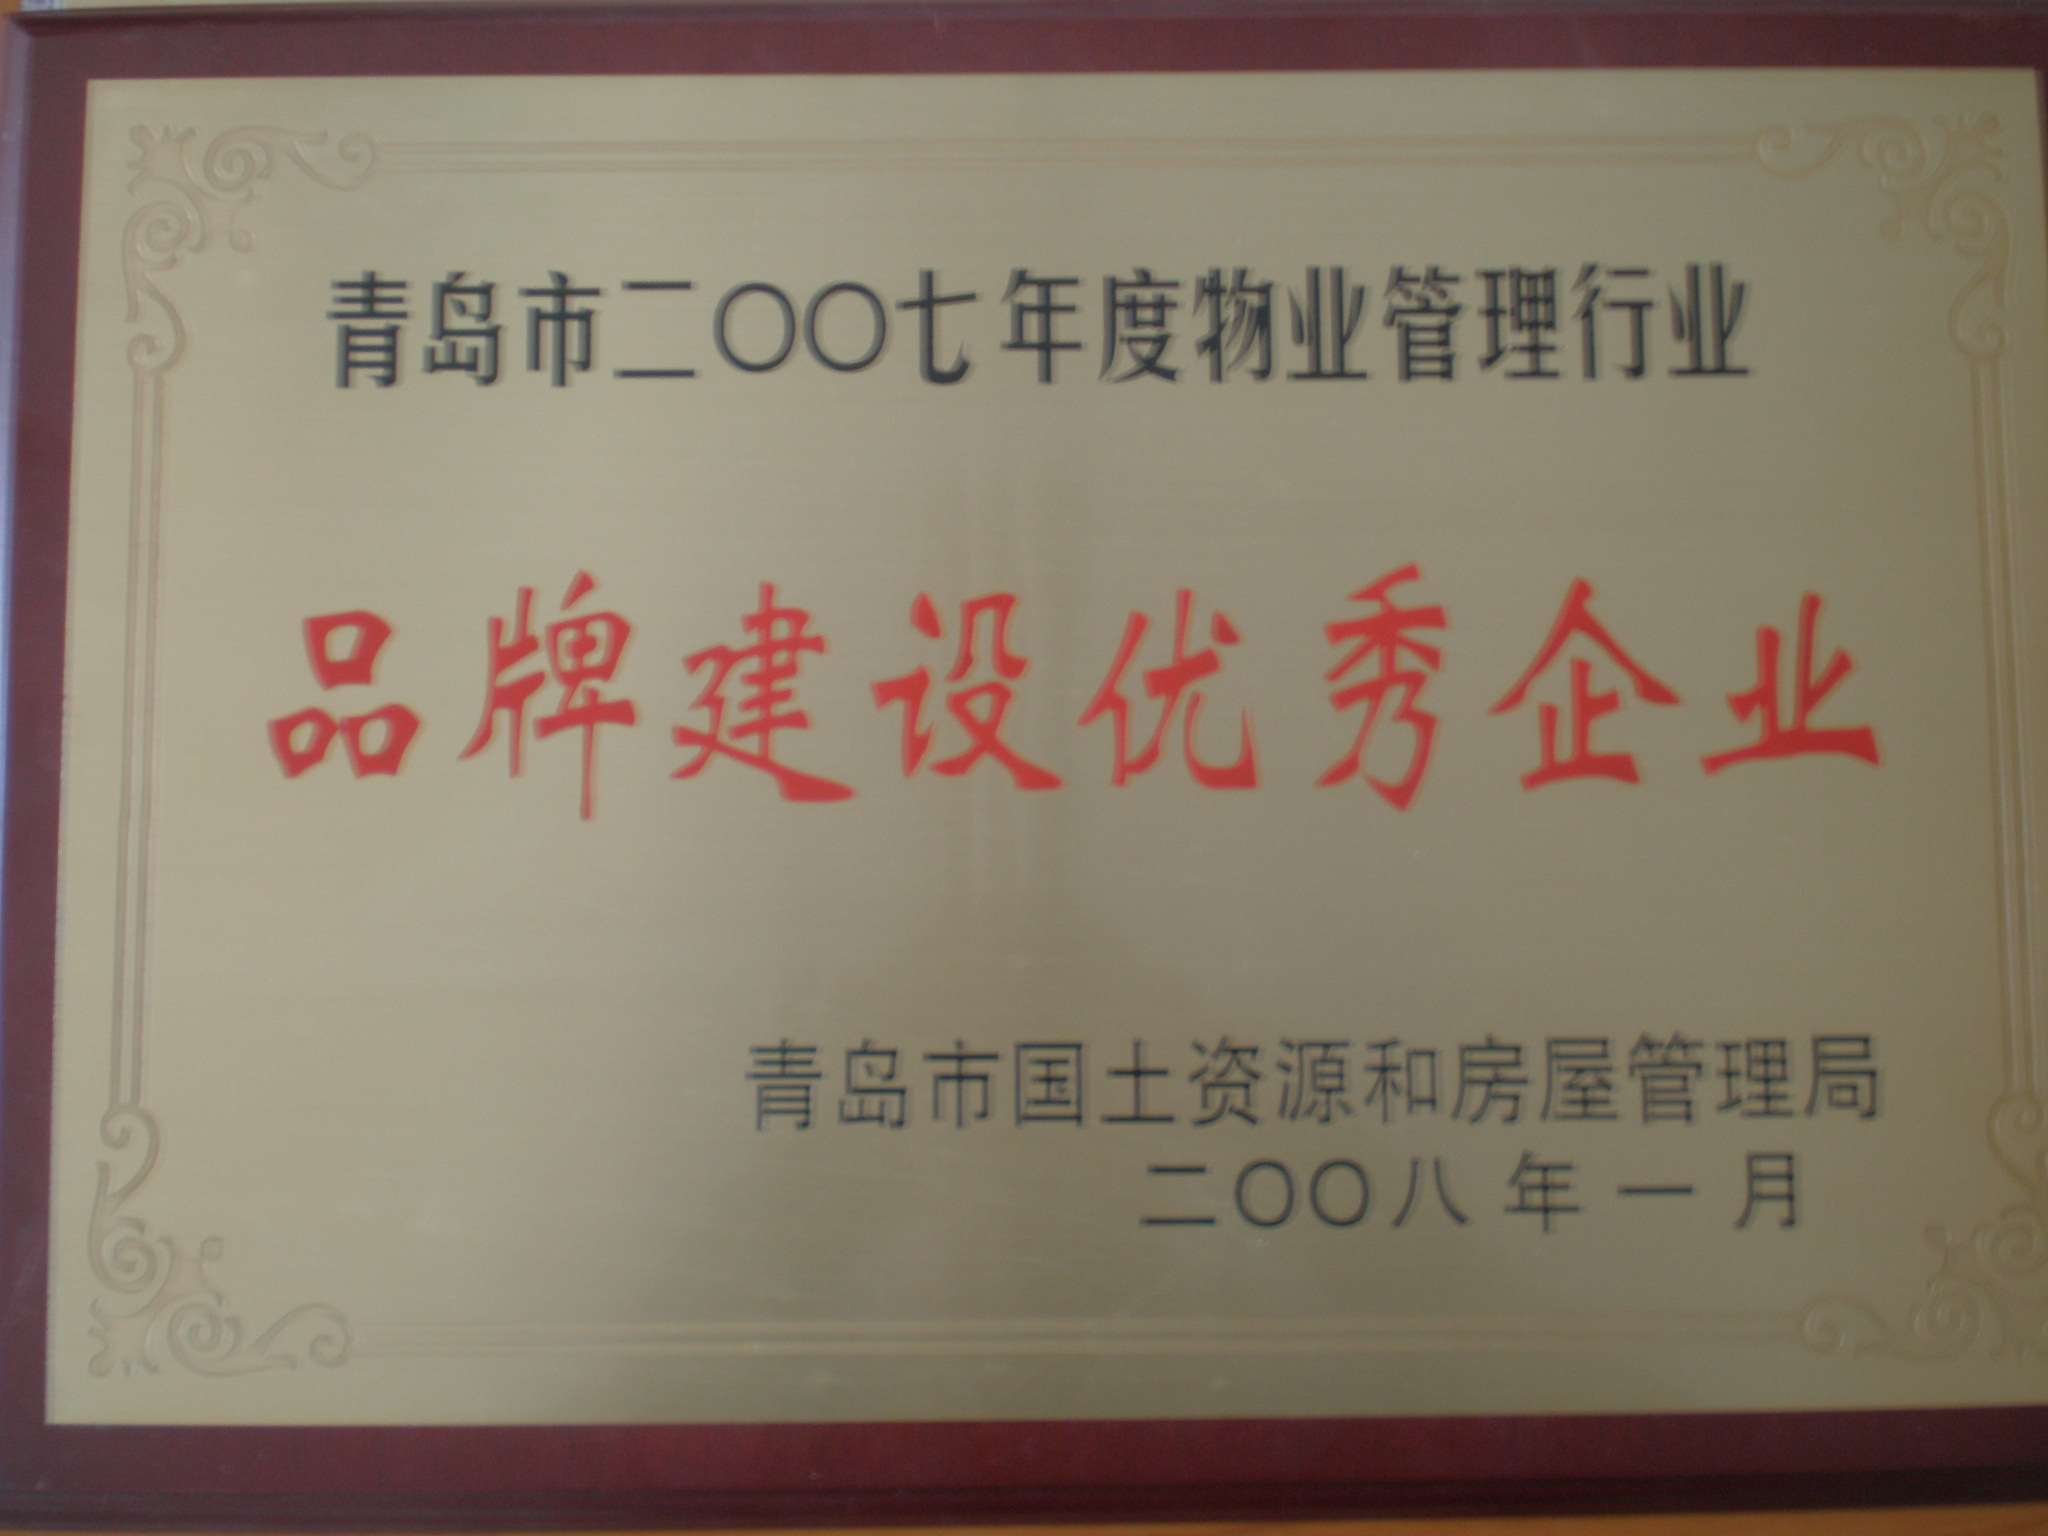 青岛市二〇〇七年度物业管理行业
品牌建设优秀企业
青岛市国土资源和房屋管理局
二〇〇八年一月